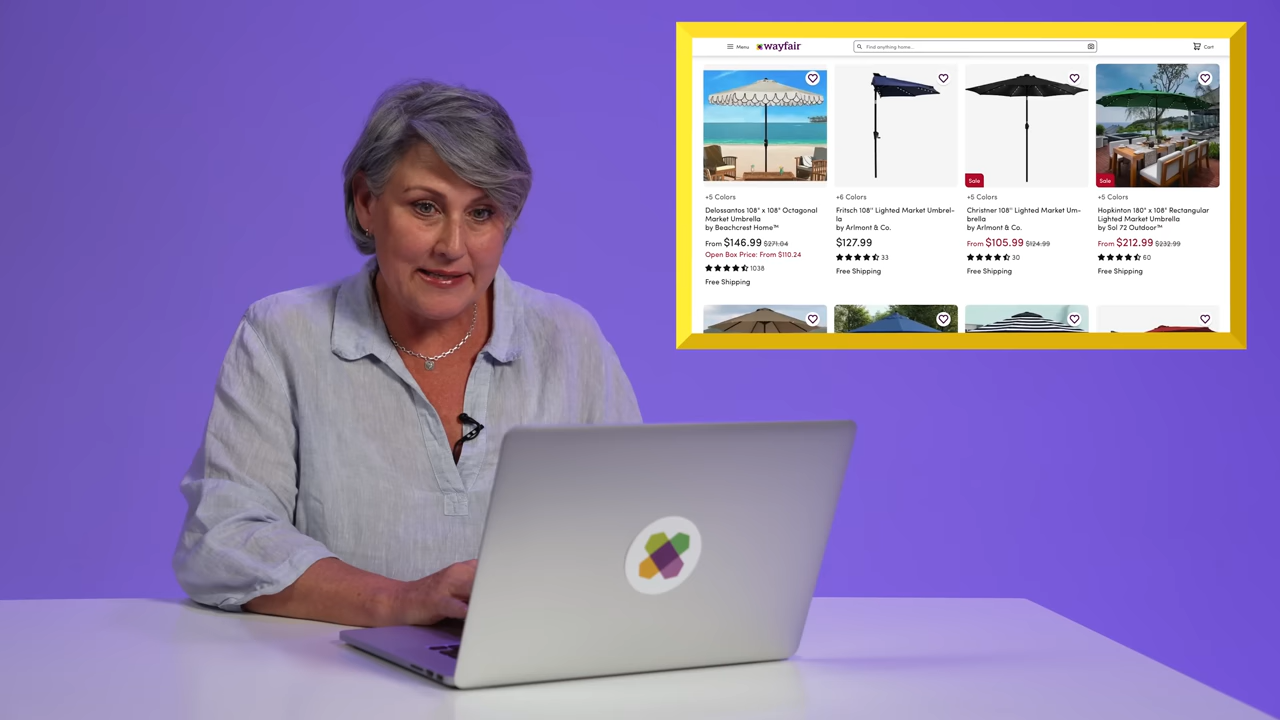 Menu
wayfair
Find anything home...
Cart
Sale
Sale
+5 Colors
Delossantos 108" x 108" Octagonal
Lighted Market Umbrella
by Beachcrest Home™
From $146.99 $271.04
Open Box Price: From $110.24
1038
Free Shipping
+6 Colors
Fritsch 108'' Lighted Market Umbrel-
la
by Arlmont & Co.
$127.99
33
Free Shipping
+5 Colors
Christner 108'' Lighted Market Um-
brella
by Arlmont & Co.
From $105.99 $124.99
30
Free Shipping
+5 Colors
Hopkinton 180" x 108" Rectangular
Lighted Market Umbrella
by Sol 72 Outdoor™
From $212.99 $232.99
60
Free Shipping